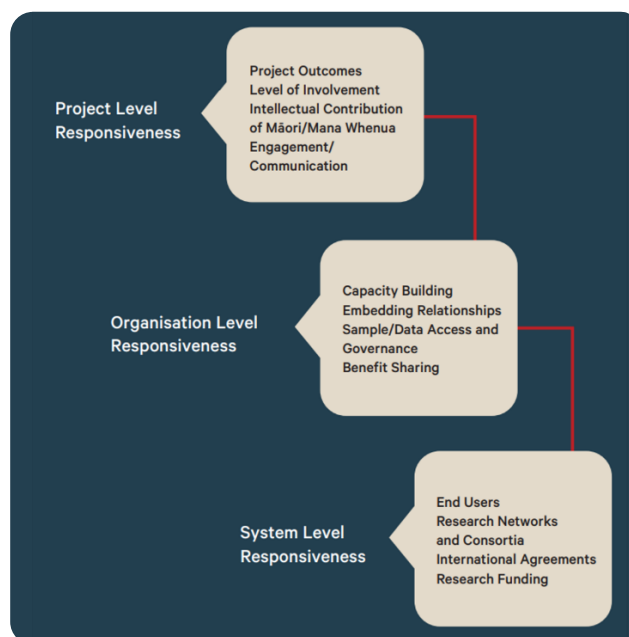 Project Level
Responsiveness
Project Outcomes
Level of Involvement
Intellectual Contribution
of Māori/Mana Whenua
Engagement/
Communication
Organisation Level
Responsiveness
Capacity Building
Embedding Relationships
Sample/Data Access and
Governance
Benefit Sharing
System Level
Responsiveness
End Users
Research Networks
and Consortia
International Agreements
Research Funding